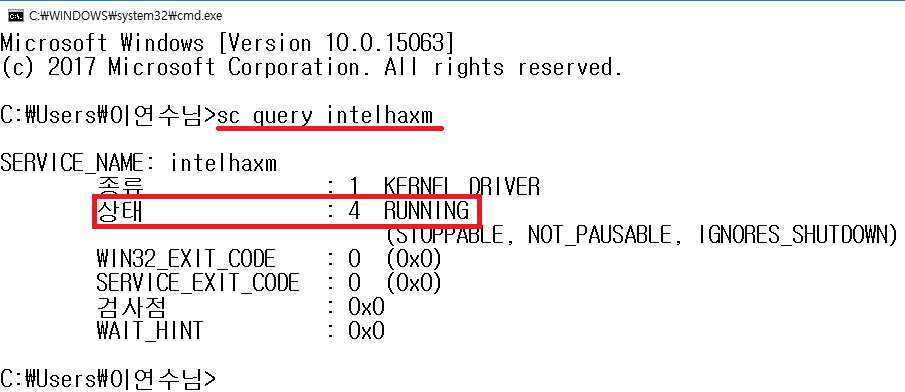 C:₩WINDOWS₩system32₩cmd.exe
Microsoft Windows [Version 10.0.15063]
(c) 2017 Microsoft Corporation. All rights reserved.
C:₩Users₩이연수님>sc query intelhaxm
SERVICE_NAME: intelhaxm
종류 : 1 KERNEL_DRIVER
상태 : 4 RUNNING
(STOPPABLE, NOT_PAUSABLE, IGNORES_SHUTDOWN)
WIN32_EXIT_CODE : 0 (0x0)
SERVICE_EXIT_CODE : 0 (0x0)
검사점 : 0x0
WAIT_HINT : 0x0
C:₩Users₩이연수님>